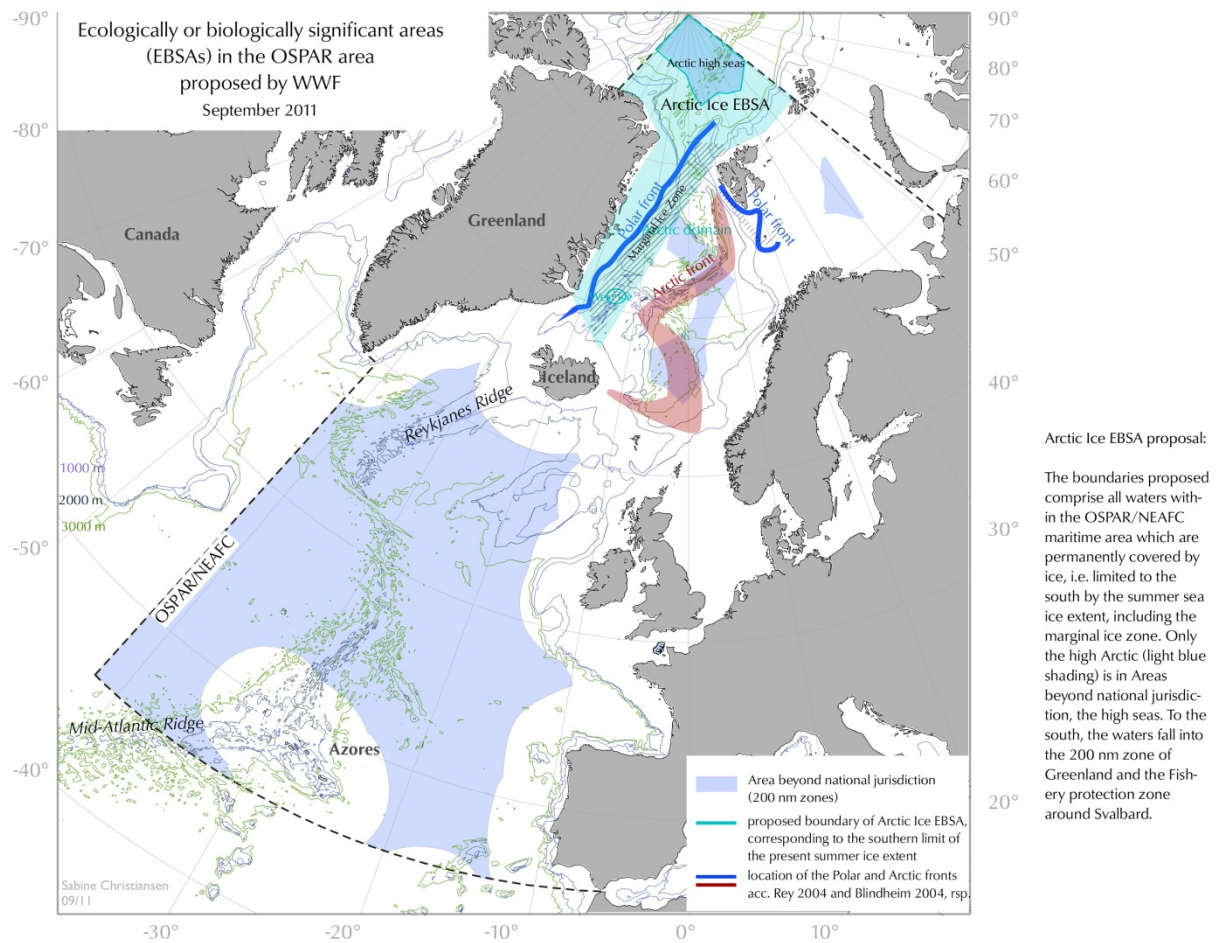 Ecologically or biologically significant areas
(EBSAs) in the OSPAR area
proposed by WWF
September 2011
-90°
-80°
-70°
-60°
-50°
-40°
90°
80°
70°
60°
50°
40°
30°
20°
-30°
-20°
-10°
0°
10°
Arctic high seas
Arctic Ice EBSA
Polar front
Marginal Ice Zone
Arctic domain
Polar front
Arctic front
Canada
Greenland
Iceland
Reykjanes Ridge
1000 m
2000 m
3000 m
OSPAR/NEAFC
Mid-Atlantic Ridge
Azores
Area beyond national jurisdiction
(200 nm zones)
proposed boundary of Arctic Ice EBSA,
corresponding to the southern limit of
the present summer ice extent
location of the Polar and Arctic fronts
acc. Rey 2004 and Blindheim 2004, rsp.
Sabine Christiansen
09/11
Arctic Ice EBSA proposal:
The boundaries proposed
comprise all waters with-
in the OSPAR/NEAFC
maritime area which are
permanently covered by
ice, i.e. limited to the
south by the summer sea
ice extent, including the
marginal ice zone. Only
the high Arctic (light blue
shading) is in Areas
beyond national jurisdic-
tion, the high seas. To the
south, the waters fall into
the 200 nm zone of
Greenland and the Fish-
ery protection zone
around Svalbard.